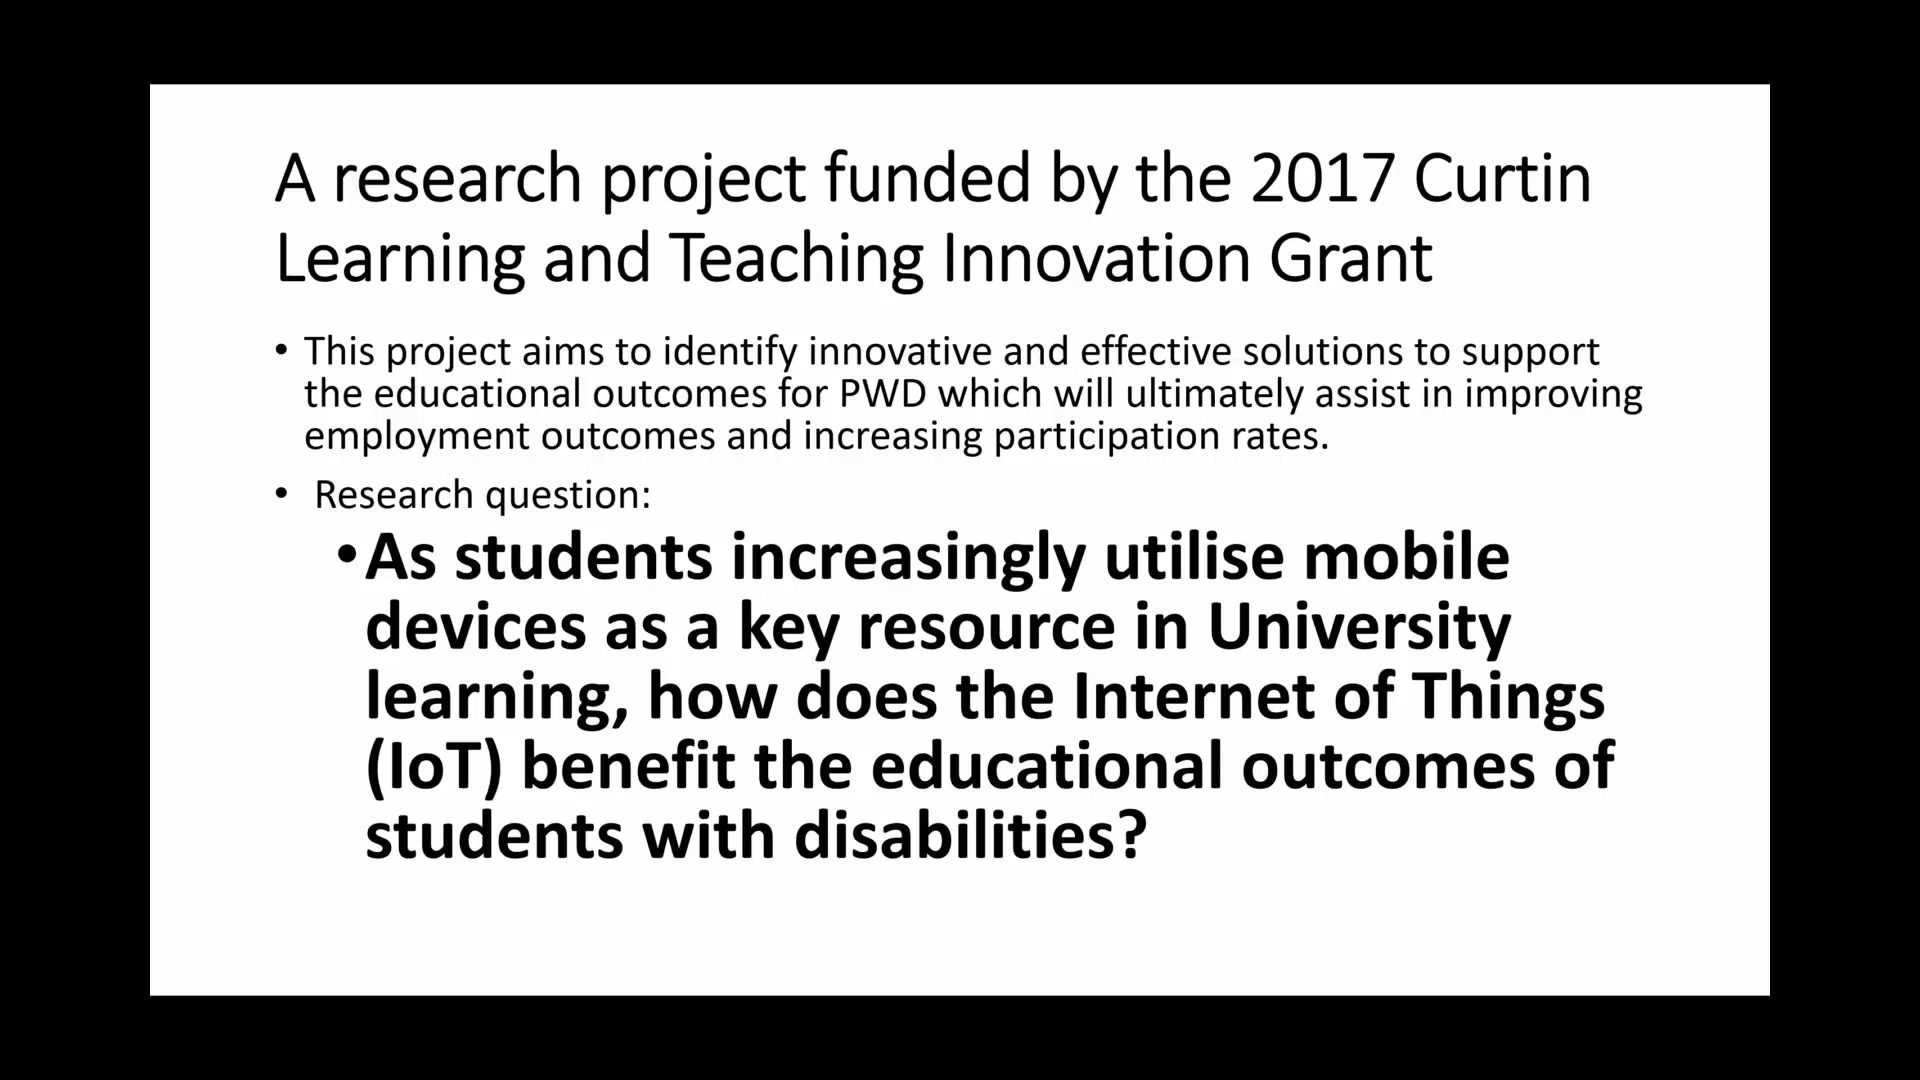 A research project funded by the 2017 Curtin
Learning and Teaching Innovation Grant
• This project aims to identify innovative and effective solutions to support
the educational outcomes for PWD which will ultimately assist in improving
employment outcomes and increasing participation rates.
• Research question:
•As students increasingly utilise mobile
devices as a key resource in University
learning, how does the Internet of Things
(IoT) benefit the educational outcomes of
students with disabilities?